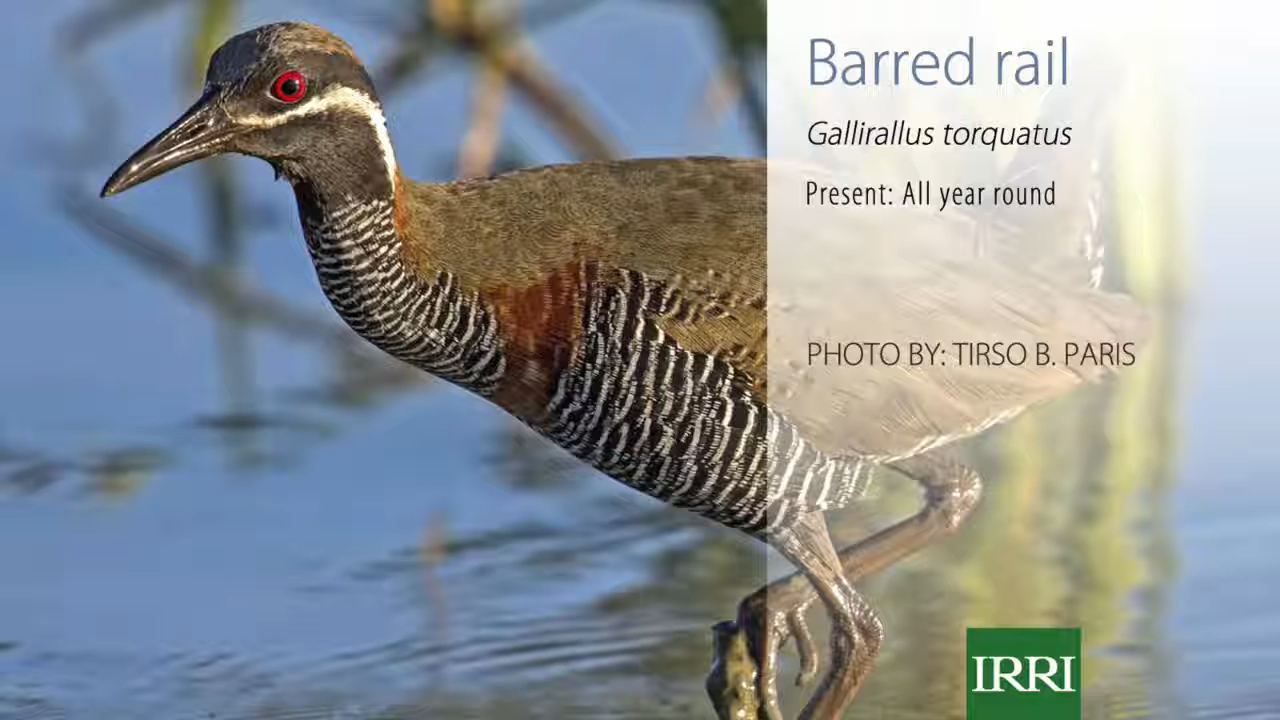 Barred rail
Gallirallus torquatus
Present: All year round
PHOTO BY: TIRSO B. PARIS
IRRI